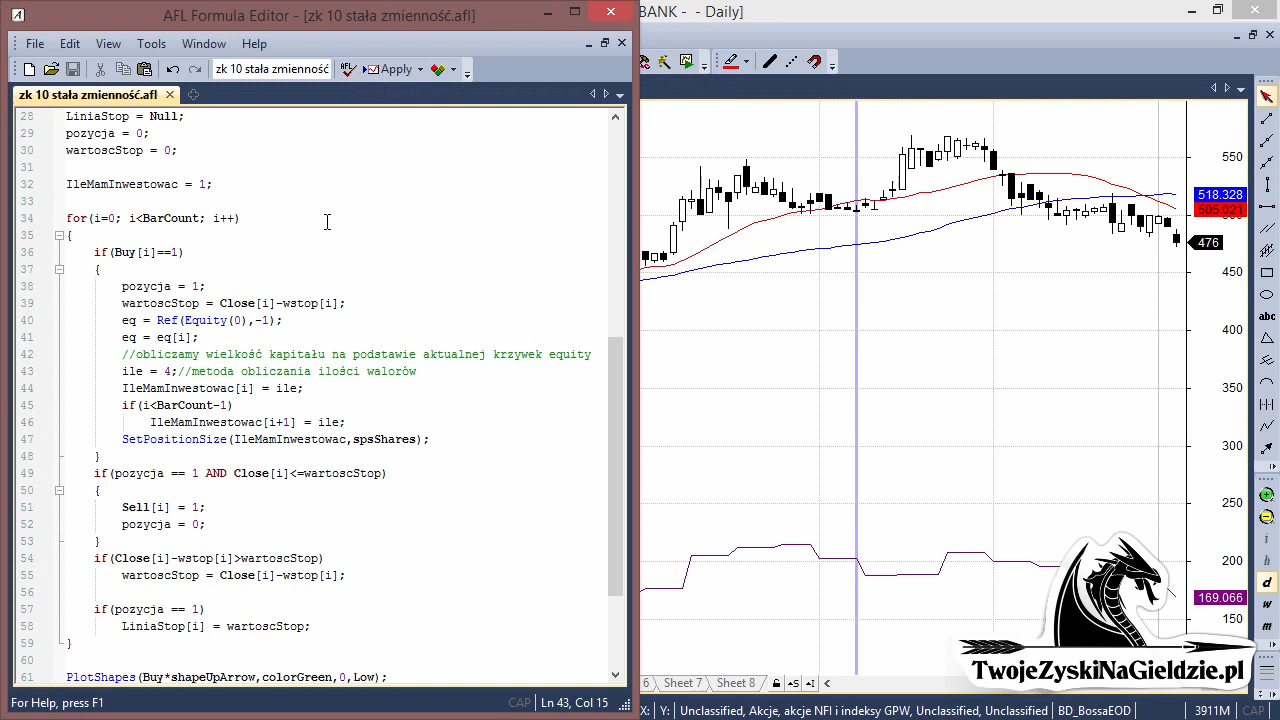 AFL Formula Editor - [zk 10 stała zmienność.afl]
File Edit View Tools Window Help
zk 10 stała zmienność
Apply
zk 10 stała zmienność.afl
28 LiniaStop = Null;
29 pozycja = 0;
30 wartoscStop = 0;
31
32 IleMamInwestowac = 1;
33
34 for(i=0; i<BarCount; i++)
35 {
36 if(Buy[i]==1)
37 {
38 pozycja = 1;
39 wartoscStop = Close[i]-wstop[i];
40 eq = Ref(Equity(0),-1);
41 eq = eq[i];
42 //obliczamy wielkość kapitału na podstawie aktualnej krzywek equity
43 ile = 4;//metoda obliczania ilości walorów
44 IleMamInwestowac[i] = ile;
45 if(i<BarCount-1)
46 IleMamInwestowac[i+1] = ile;
47 SetPositionSize(IleMamInwestowac,spsShares);
48 }
49 if(pozycja == 1 AND Close[i]<=wartoscStop)
50 {
51 Sell[i] = 1;
52 pozycja = 0;
53 }
54 if(Close[i]-wstop[i]>wartoscStop)
55 wartoscStop = Close[i]-wstop[i];
56
57 if(pozycja == 1)
58 LiniaStop[i] = wartoscStop;
59 }
60
61 PlotShapes(Buy*shapeUpArrow,colorGreen,0,Low);
For Help, press F1
CAP
Ln 43, Col 15
BANK - - Daily]
550
518.328
505.021
476
450
400
350
300
250
200
169.066
150
abc
i
h
d
w
m
TwojeZyskiNaGieldzie.pl
6 Sheet 7 Sheet 8
X: Y: Unclassified, Akcje, akcje NFI i indeksy GPW, Unclassified, Unclassified BD_BossaEOD 3911M CAP